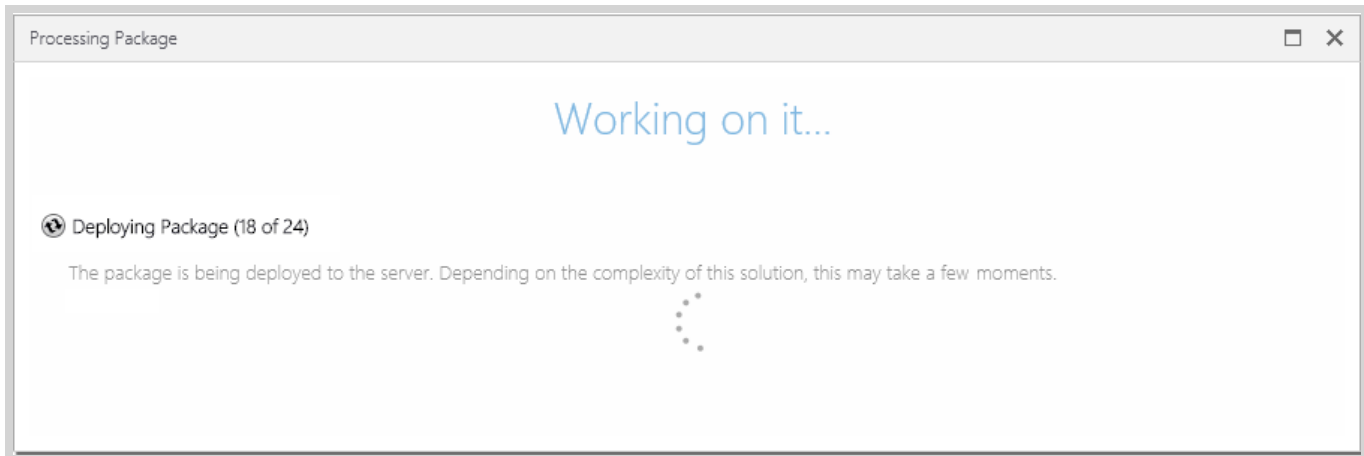 Processing Package
Working on it...
Deploying Package (18 of 24)
The package is being deployed to the server. Depending on the complexity of this solution, this may take a few moments.